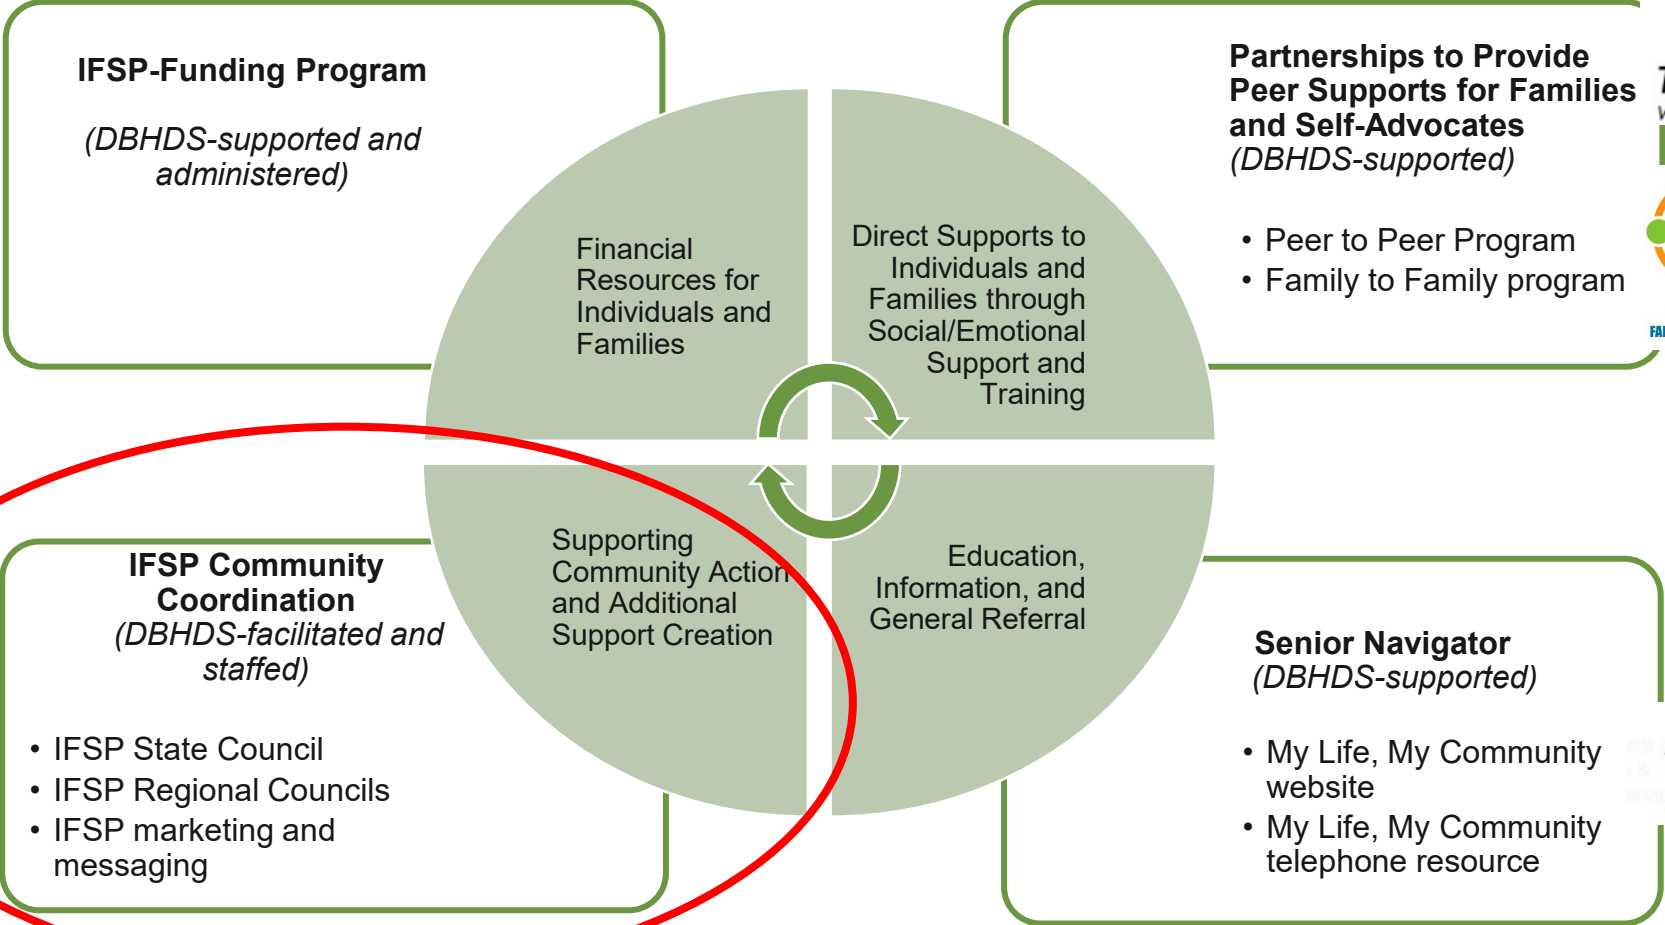 IFSP-Funding Program
(DBHDS-supported and
administered)
Partnerships to Provide
Peer Supports for Families
and Self-Advocates
(DBHDS-supported)
• Peer to Peer Program
• Family to Family program
Financial
Resources for
Individuals and
Families
Direct Supports to
Individuals and
Families through
Social/Emotional
Support and
Training
Supporting
Community Action
and Additional
Support Creation
Education,
Information, and
General Referral
IFSP Community
Coordination
(DBHDS-facilitated and
staffed)
• IFSP State Council
• IFSP Regional Councils
• IFSP marketing and
messaging
Senior Navigator
(DBHDS-supported)
• My Life, My Community
website
• My Life, My Community
telephone resource